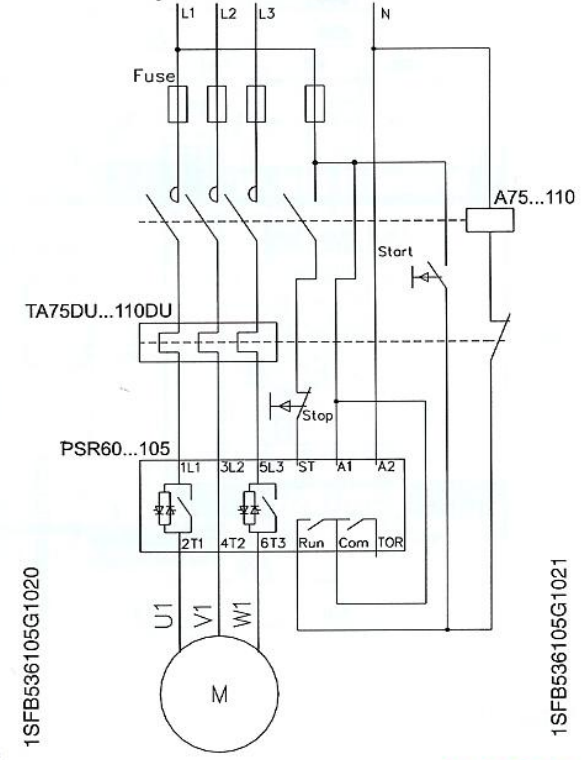 L1 L2 L3 N
Fuse
A75...110
Start
TA75DU...110DU
Stop
PSR60...105
1L1 3L2 5L3 ST A1 A2
2T1 4T2 6T3 Run Com TOR
U1 V1 W1
M
1SFB536105G1020
1SFB536105G1021